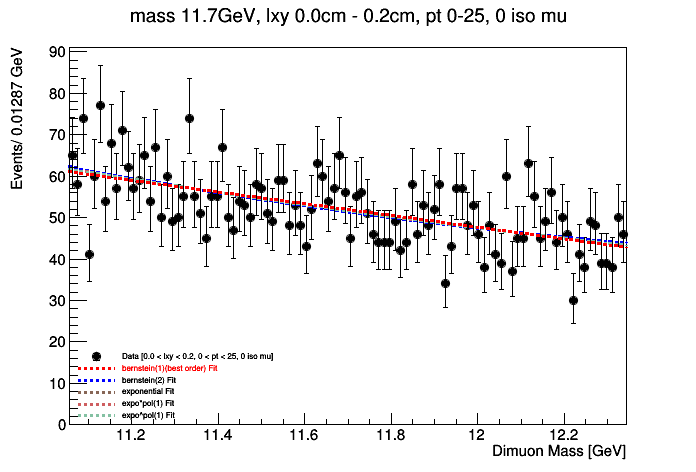 mass 11.7GeV, lxy 0.0cm - 0.2cm, pt 0-25, 0 iso mu
Events/ 0.01287 GeV
90
80
70
60
50
40
30
20
10
0
Data [0.0 < lxy < 0.2, 0 < pt < 25, 0 iso mu]
bernstein(1)(best order) Fit
bernstein(2) Fit
exponential Fit
expo*pol(1) Fit
expo^pol(1) Fit
11.2 11.4 11.6 11.8 12 12.2
Dimuon Mass [GeV]